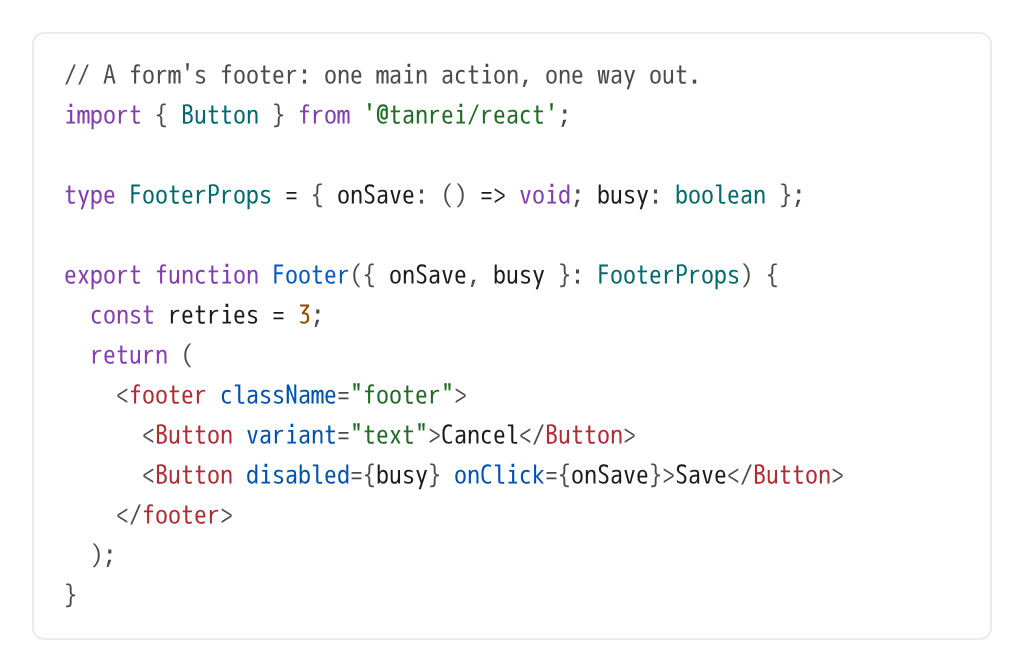 // A form's footer: one main action, one way out.
import { Button } from '@tanrei/react';

type FooterProps = { onSave: () => void; busy: boolean };

export function Footer({ onSave, busy }: FooterProps) {
  const retries = 3;
  return (
    <footer className="footer">
      <Button variant="text">Cancel</Button>
      <Button disabled={busy} onClick={onSave}>Save</Button>
    </footer>
  );
}